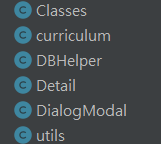 C Classes
C curriculum
C DBHelper
C Detail
C DialogModal
C utils